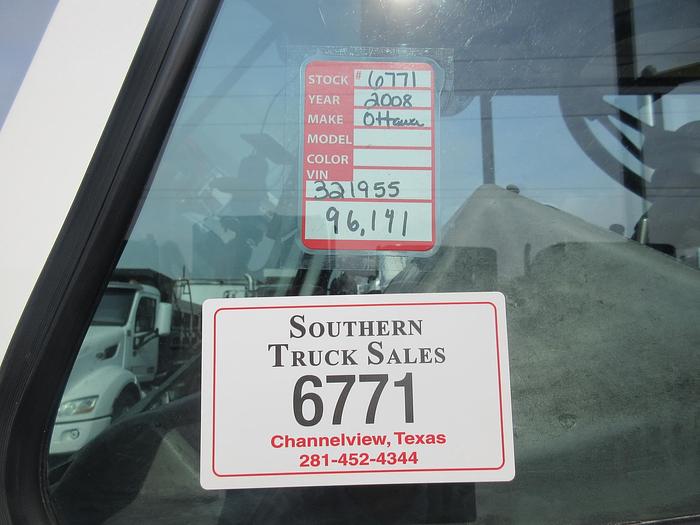 STOCK # 6771
YEAR 2008
MAKE Ottawa
MODEL
COLOR
VIN
321955
96,141
SOUTHERN
TRUCK SALES
6771
Channelview, Texas
281-452-4344